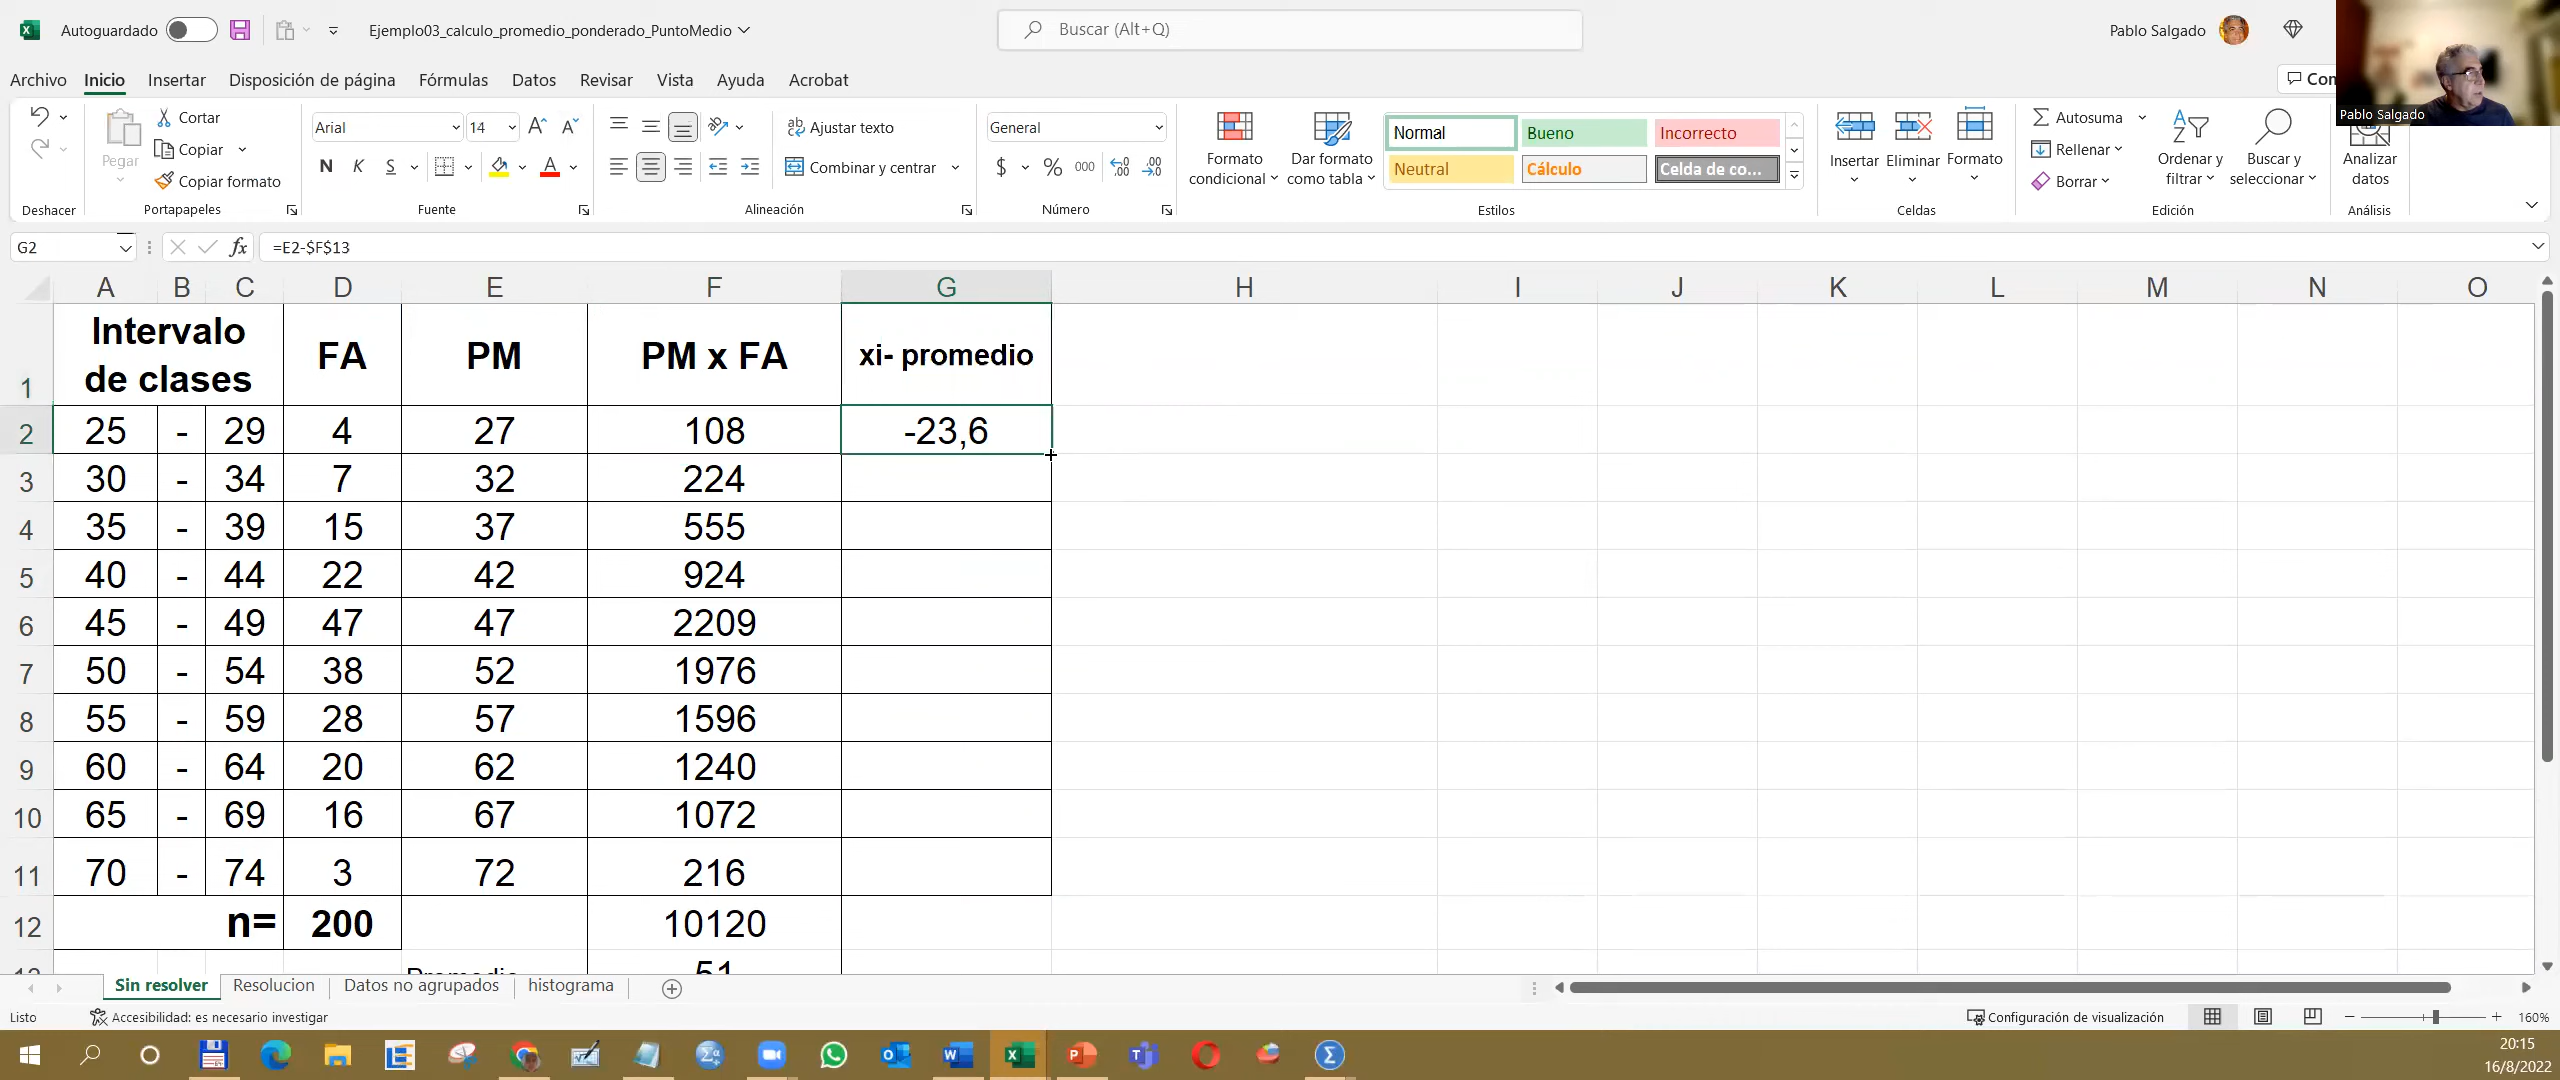 Autoguardado
Ejemplo03_calculo_promedio_ponderado_PuntoMedio
Buscar (Alt+Q)
Pablo Salgado
Archivo Inicio Insertar Disposición de página Fórmulas Datos Revisar Vista Ayuda Acrobat
Con
Pablo Salgado
Deshacer
Pegar
Cortar
Copiar
Copiar formato
Portapapeles
Arial 14
N K S
Fuente
Ajustar texto
Combinar y centrar
Alineación
General
$ % 000
Número
Formato condicional
Dar formato como tabla
Normal Bueno Incorrecto
Neutral Cálculo Celda de co...
Estilos
Insertar Eliminar Formato
Celdas
Autosuma
Rellenar
Borrar
Ordenar y filtrar
Buscar y seleccionar
Edición
Analizar datos
Análisis
G2 fx =E2-$F$13
A B C D E F G H I J K L M N O
1 Intervalo de clases FA PM PM x FA xi- promedio
2 25 - 29 4 27 108 -23,6
3 30 - 34 7 32 224
4 35 - 39 15 37 555
5 40 - 44 22 42 924
6 45 - 49 47 47 2209
7 50 - 54 38 52 1976
8 55 - 59 28 57 1596
9 60 - 64 20 62 1240
10 65 - 69 16 67 1072
11 70 - 74 3 72 216
12 n= 200 10120
13 Promedio 51
Sin resolver Resolucion Datos no agrupados histograma
Listo Accesibilidad: es necesario investigar
Configuración de visualización
160%
20:15
16/8/2022